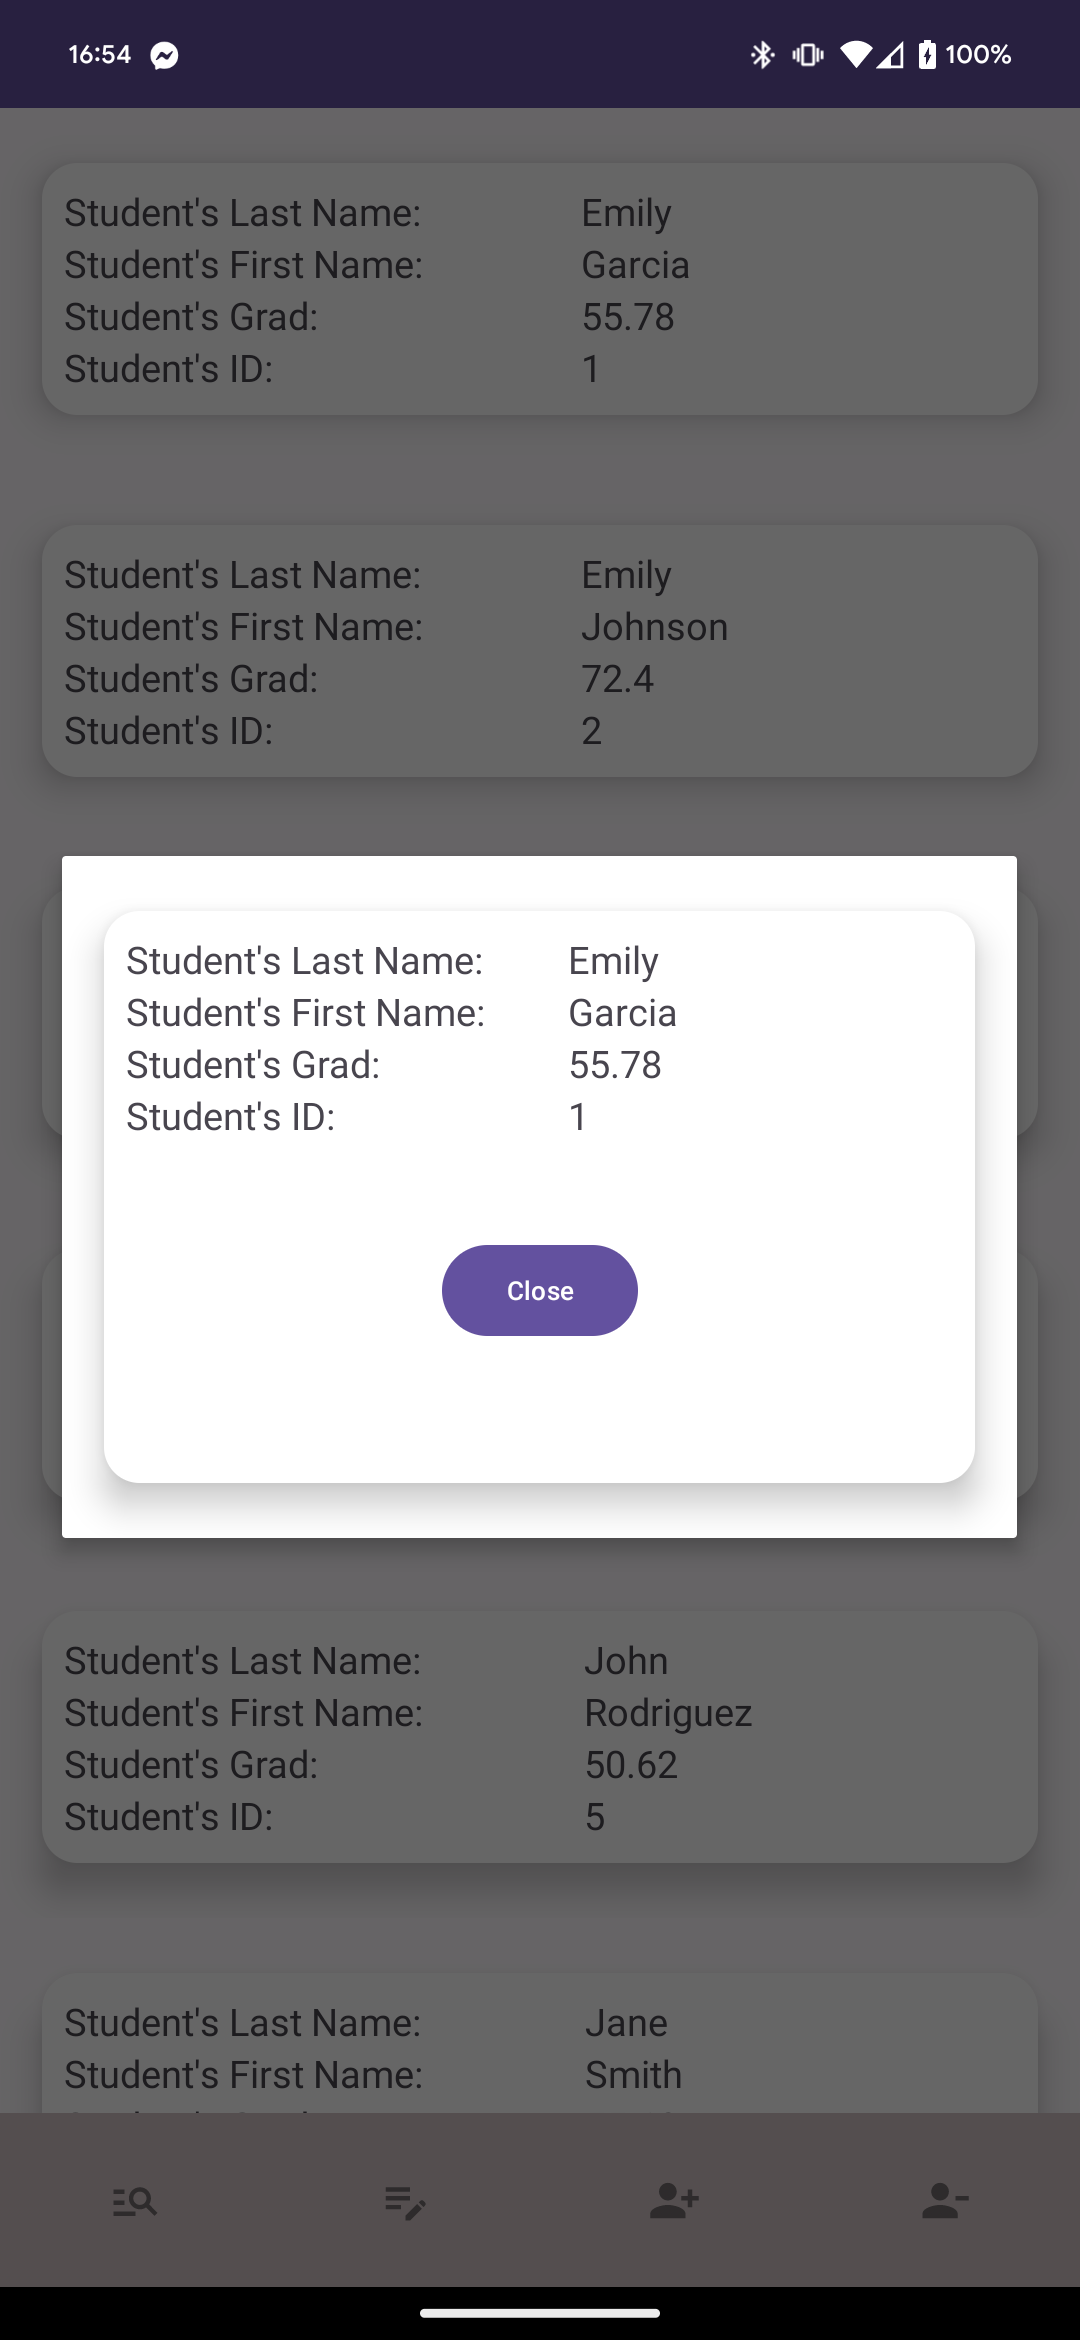 16:54 100%
Student's Last Name: Emily
Student's First Name: Garcia
Student's Grad: 55.78
Student's ID: 1
Student's Last Name: Emily
Student's First Name: Johnson
Student's Grad: 72.4
Student's ID: 2
Student's Last Name: Emily
Student's First Name: Garcia
Student's Grad: 55.78
Student's ID: 1
Close
Student's Last Name: John
Student's First Name: Rodriguez
Student's Grad: 50.62
Student's ID: 5
Student's Last Name: Jane
Student's First Name: Smith